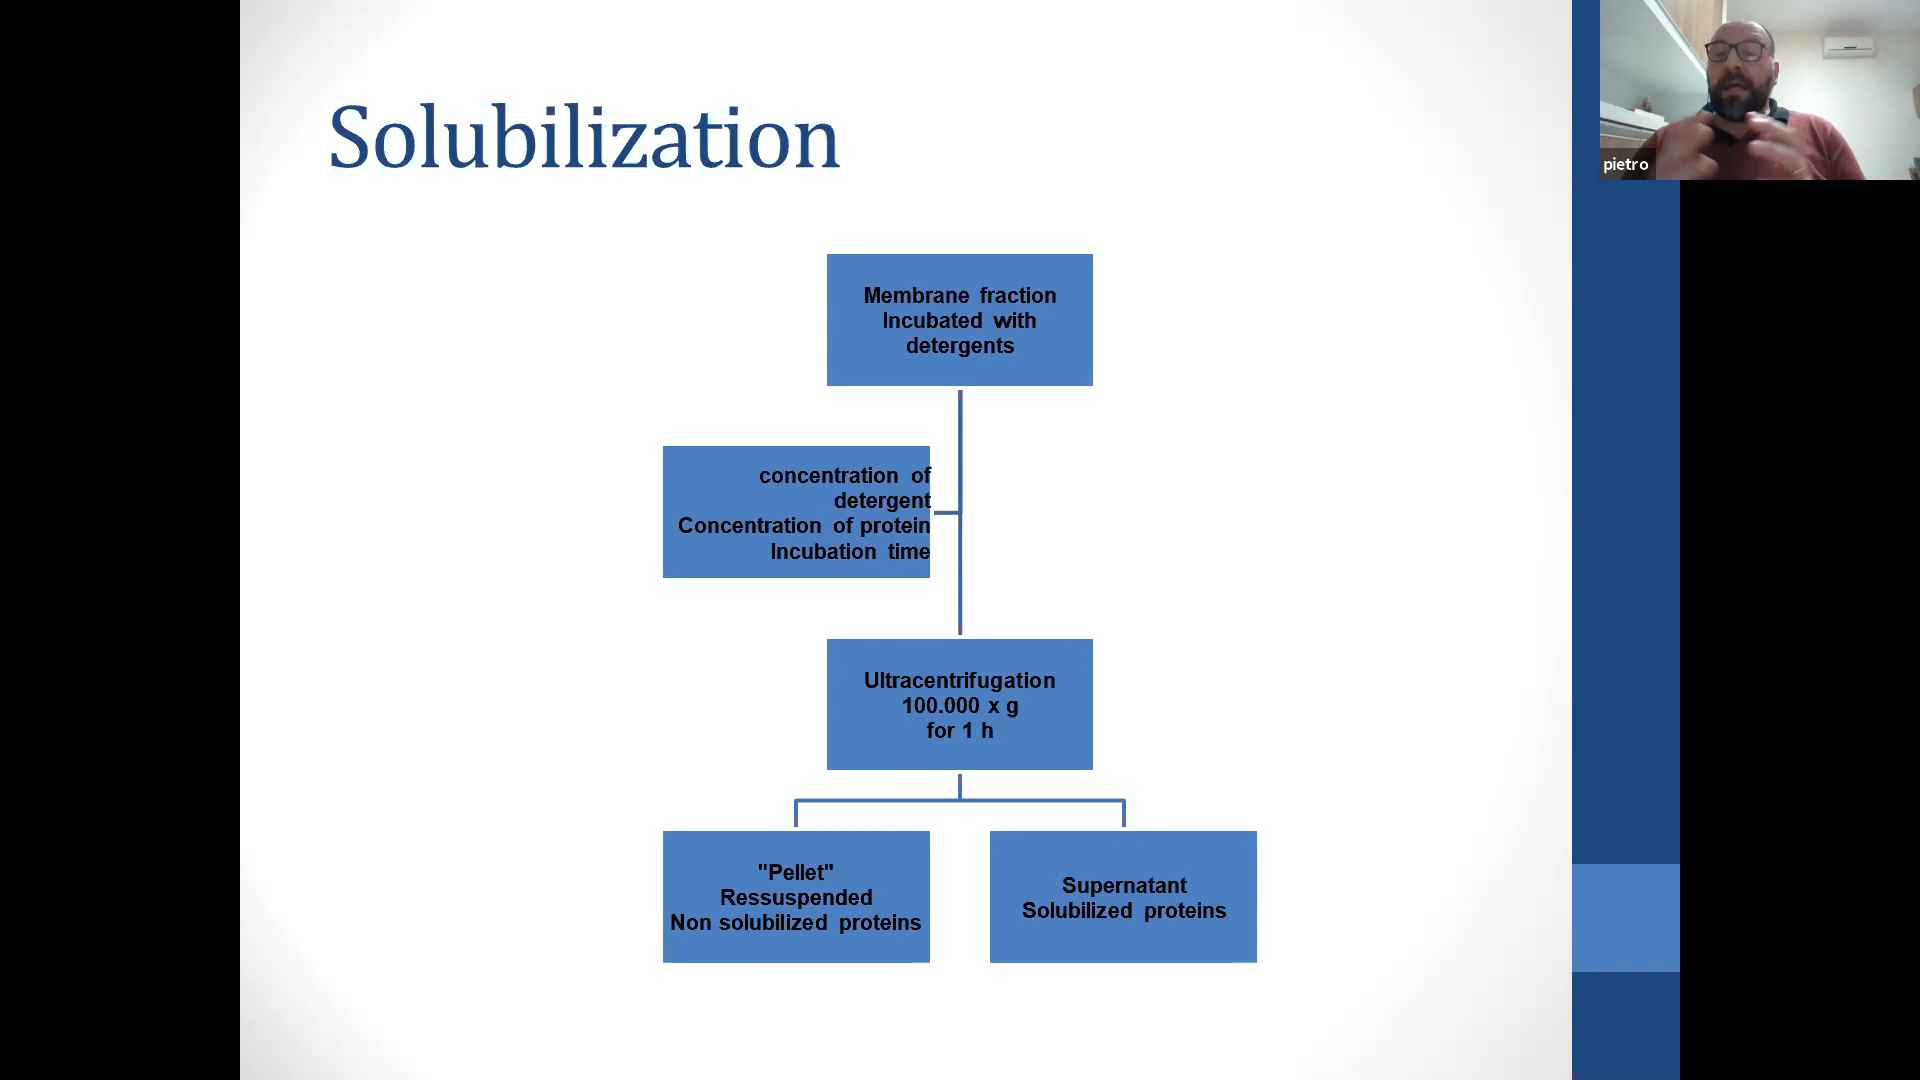 Solubilization
pietro
Membrane fraction
Incubated with
detergents
concentration of
detergent
Concentration of protein
Incubation time
Ultracentrifugation
100.000 x g
for 1 h
"Pellet"
Ressuspended
Non solubilized proteins
Supernatant
Solubilized proteins